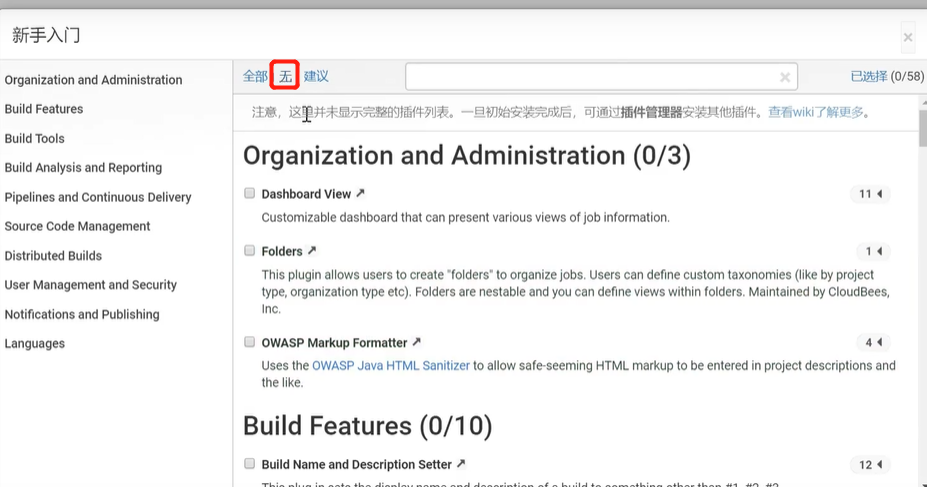 新手入门
×
Organization and Administration
Build Features
Build Tools
Build Analysis and Reporting
Pipelines and Continuous Delivery
Source Code Management
Distributed Builds
User Management and Security
Notifications and Publishing
Languages
全部 无 建议 × 已选择 (0/58)
注意，这里并未显示完整的插件列表。一旦初始安装完成后，可通过插件管理器安装其他插件。查看wiki了解更多。
Organization and Administration (0/3)
Dashboard View 11
Customizable dashboard that can present various views of job information.
Folders 1
This plugin allows users to create "folders" to organize jobs. Users can define custom taxonomies (like by project
type, organization type etc). Folders are nestable and you can define views within folders. Maintained by CloudBees,
Inc.
OWASP Markup Formatter 4
Uses the OWASP Java HTML Sanitizer to allow safe-seeming HTML markup to be entered in project descriptions and
the like.
Build Features (0/10)
Build Name and Description Setter 12